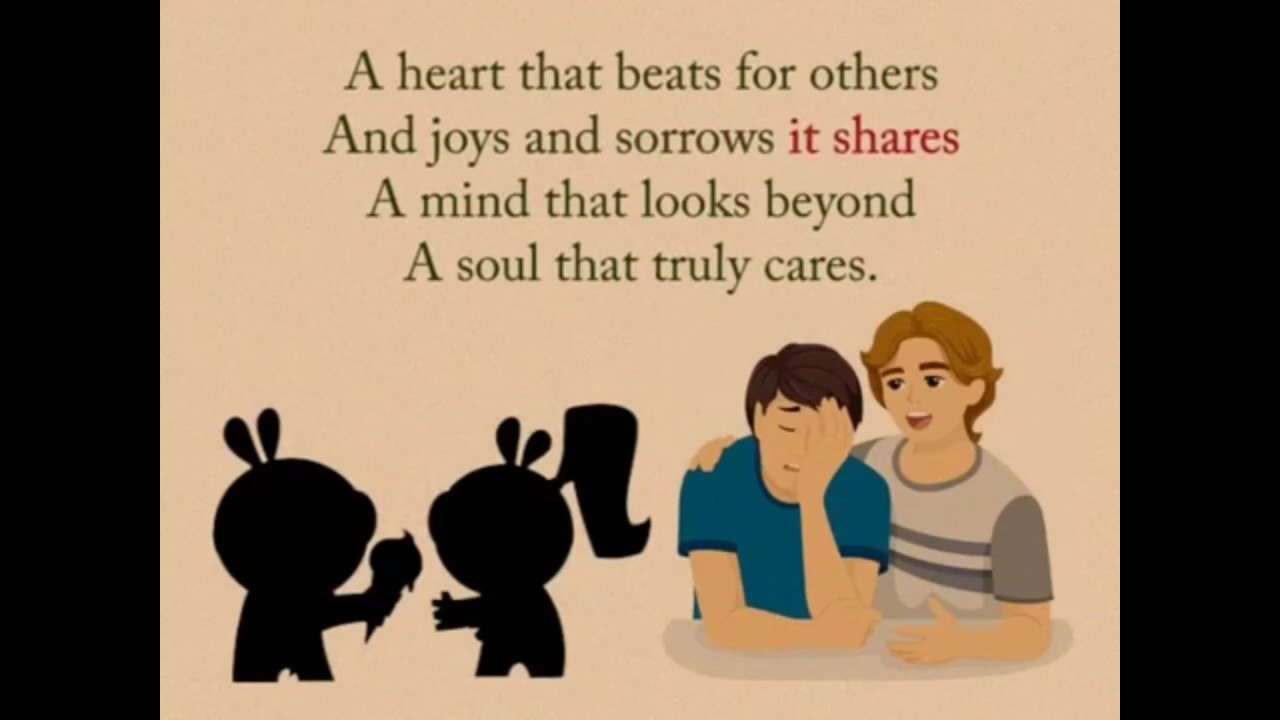 A heart that beats for others
And joys and sorrows it shares
A mind that looks beyond
A soul that truly cares.